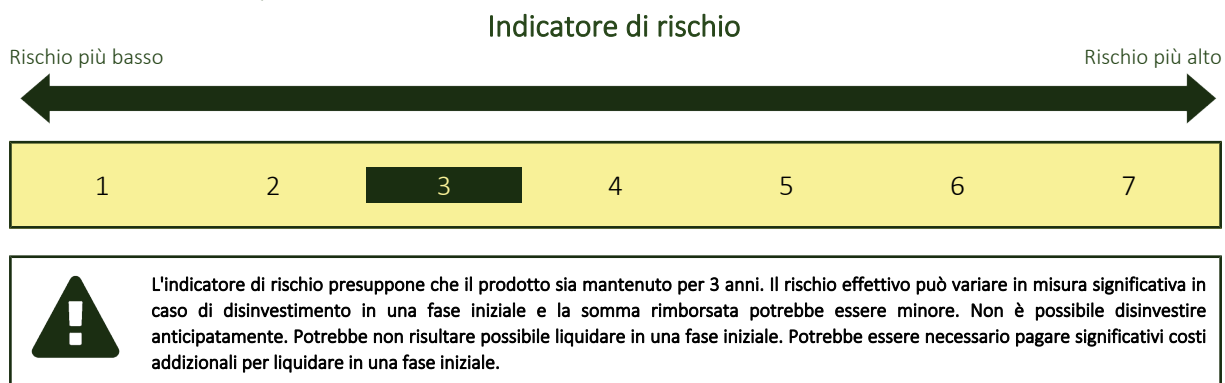 Indicatore di rischio
Rischio più basso
Rischio più alto
1 2 3 4 5 6 7
L'indicatore di rischio presuppone che il prodotto sia mantenuto per 3 anni. Il rischio effettivo può variare in misura significativa in
caso di disinvestimento in una fase iniziale e la somma rimborsata potrebbe essere minore. Non è possibile disinvestire
anticipatamente. Potrebbe non risultare possibile liquidare in una fase iniziale. Potrebbe essere necessario pagare significativi costi
addizionali per liquidare in una fase iniziale.